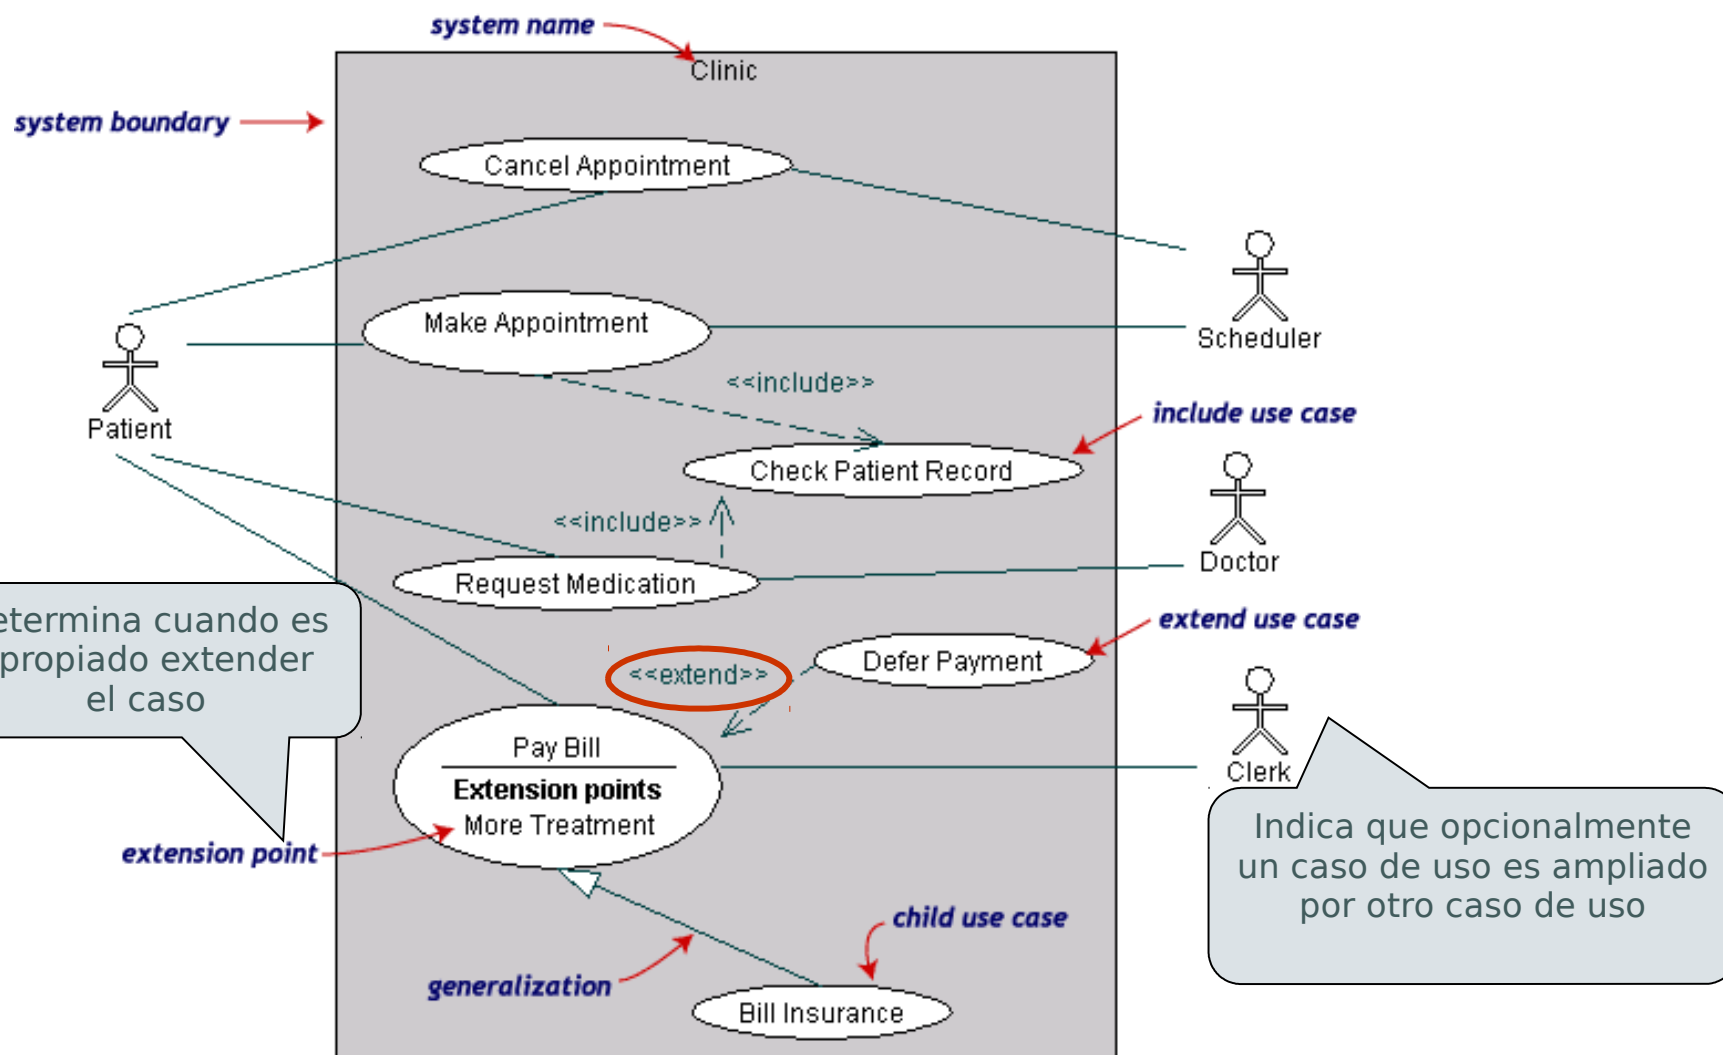 system name
Clinic
system boundary
Cancel Appointment
Make Appointment
Scheduler
<<include>>
include use case
Patient
Check Patient Record
<<include>>
Doctor
Request Medication
etermina cuando es
propiado extender
el caso
extend use case
Defer Payment
<<extend>>
Pay Bill
Clerk
Extension points
More Treatment
extension point
Indica que opcionalmente
un caso de uso es ampliado
por otro caso de uso
child use case
generalization
Bill Insurance